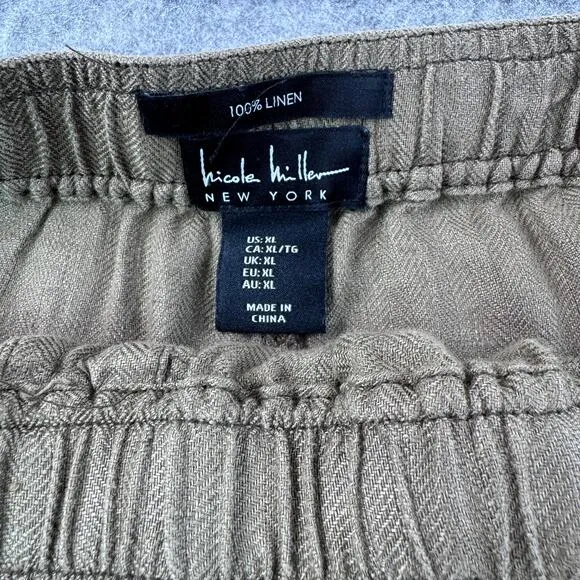 100% LINEN
Nicole Miller
NEW YORK
US: XL
CA: XL/TG
UK: XL
EU: XL
AU: XL
MADE IN
CHINA